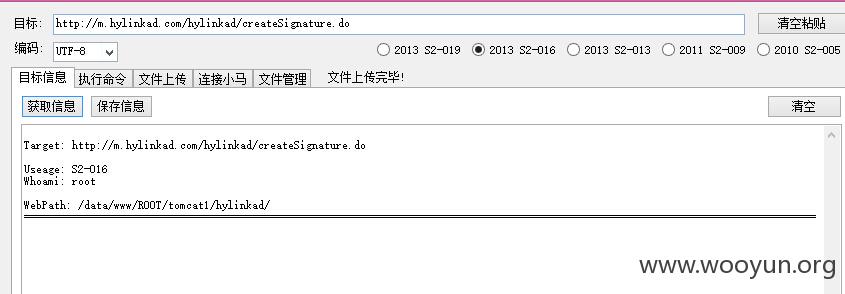 目标: http://m.hylinkad.com/hylinkad/createSignature.do 清空粘贴
编码: UTF-8 2013 S2-019 2013 S2-016 2013 S2-013 2011 S2-009 2010 S2-005
目标信息 执行命令 文件上传 连接小马 文件管理 文件上传完毕!
获取信息 保存信息 清空
Target: http://m.hylinkad.com/hylinkad/createSignature.do
Useage: S2-016
Whoami: root
WebPath: /data/www/ROOT/tomcat1/hylinkad/
www.wooyun.org